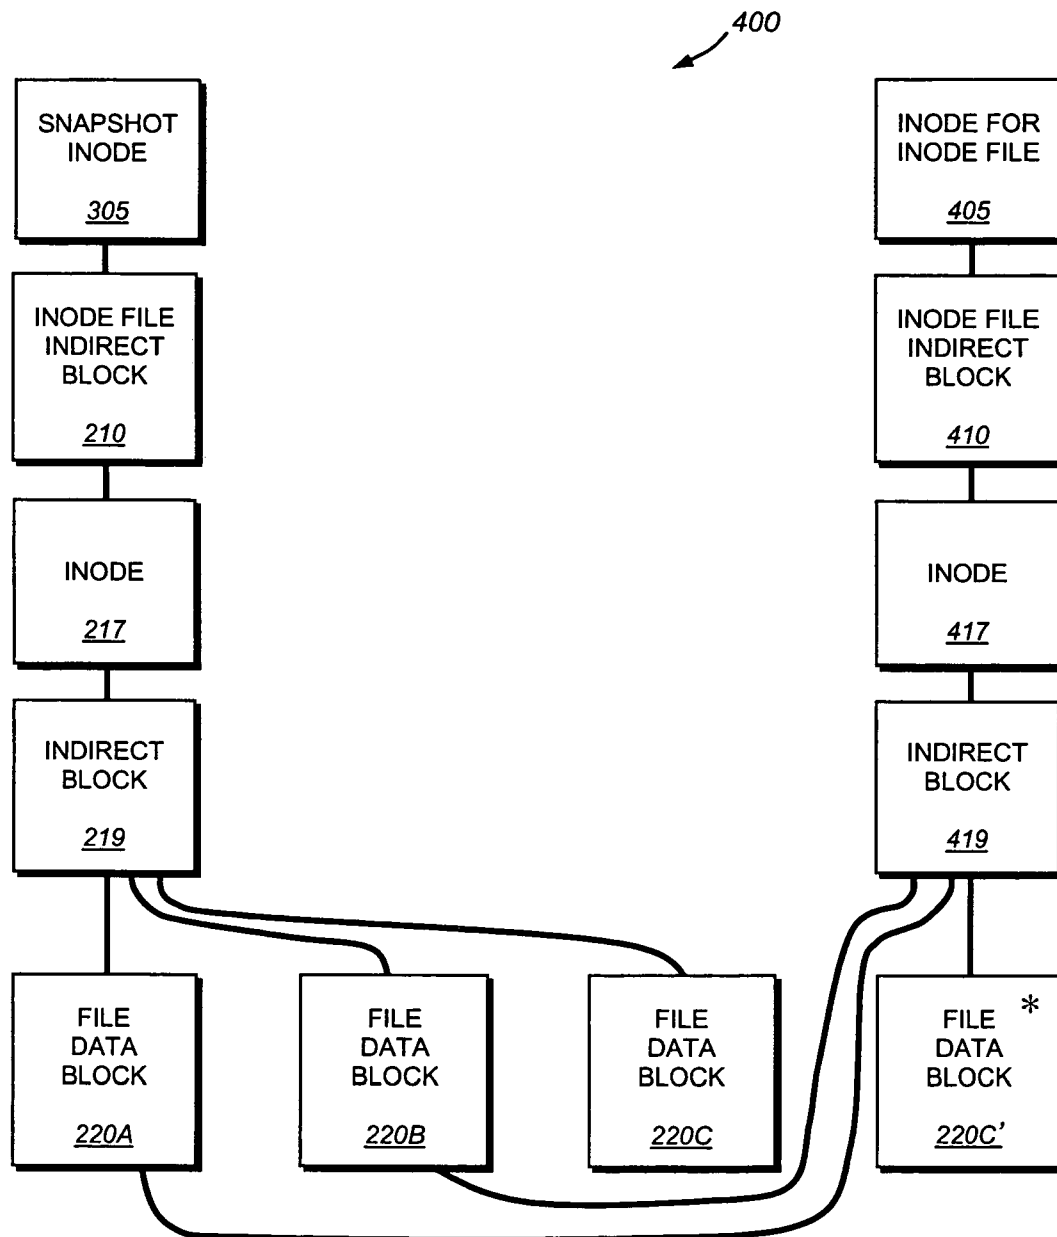 400
SNAPSHOT
INODE
305
INODE FOR
INODE FILE
405
INODE FILE
INDIRECT
BLOCK
210
INODE FILE
INDIRECT
BLOCK
410
INODE
217
INODE
417
INDIRECT
BLOCK
219
INDIRECT
BLOCK
419
FILE
DATA
BLOCK
220A
FILE
DATA
BLOCK
220B
FILE
DATA
BLOCK
220C
FILE *
DATA
BLOCK
220C'